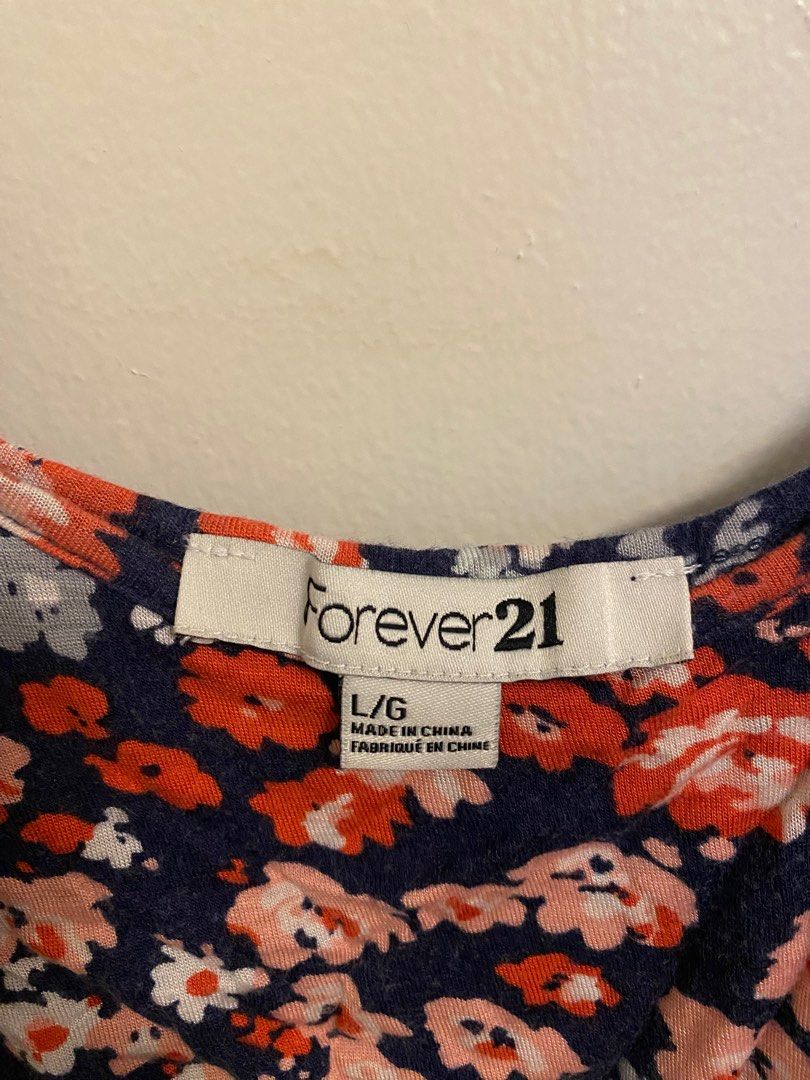 Forever21
L/G
MADE IN CHINA
FABRIQUÉ EN CHINE